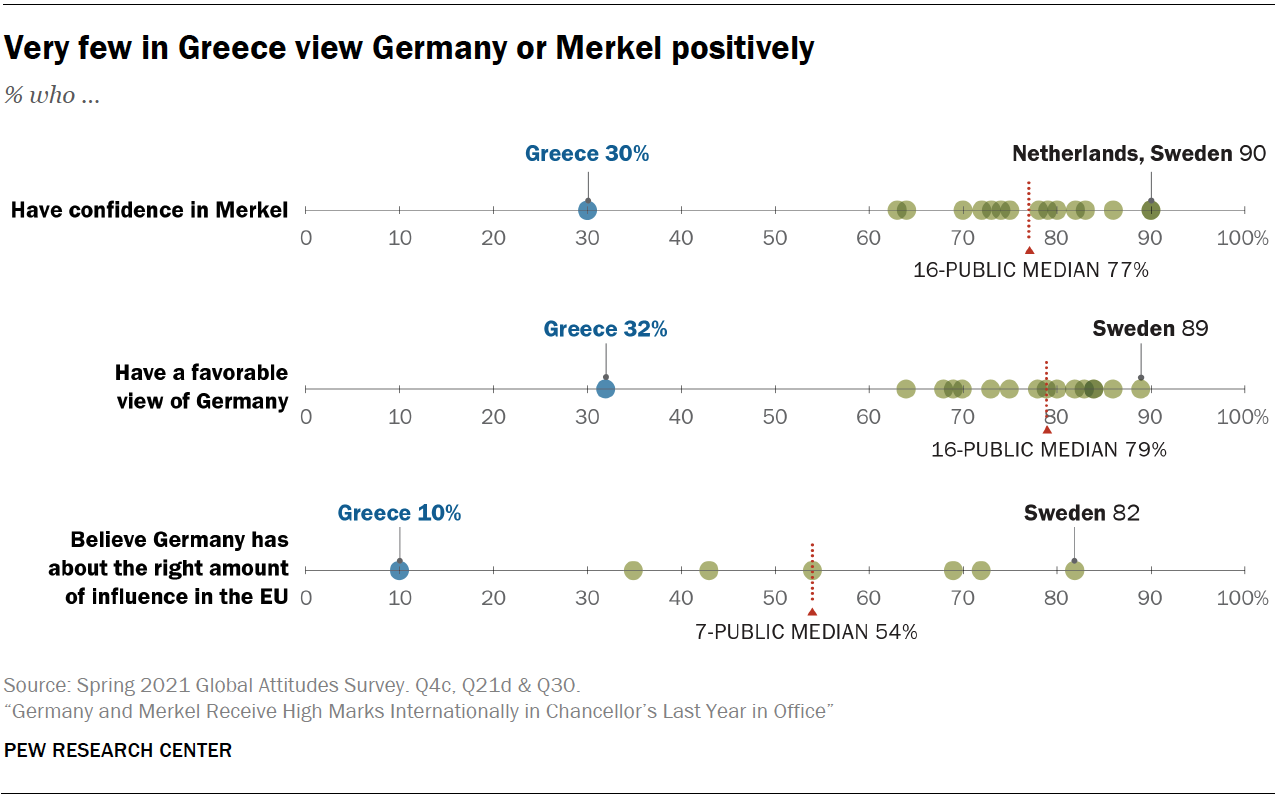 Very few in Greece view Germany or Merkel positively
% who ...
Greece 30%
Netherlands, Sweden 90
Have confidence in Merkel
0 10 20 30 40 50 60 70 80 90 100%
16-PUBLIC MEDIAN 77%
Greece 32%
Sweden 89
Have a favorable
view of Germany
0 10 20 30 40 50 60 70 80 90 100%
16-PUBLIC MEDIAN 79%
Greece 10%
Sweden 82
Believe Germany has
about the right amount
of influence in the EU
0 10 20 30 40 50 60 70 80 90 100%
7-PUBLIC MEDIAN 54%
Source: Spring 2021 Global Attitudes Survey. Q4c, Q21d & Q30.
“Germany and Merkel Receive High Marks Internationally in Chancellor’s Last Year in Office”
PEW RESEARCH CENTER